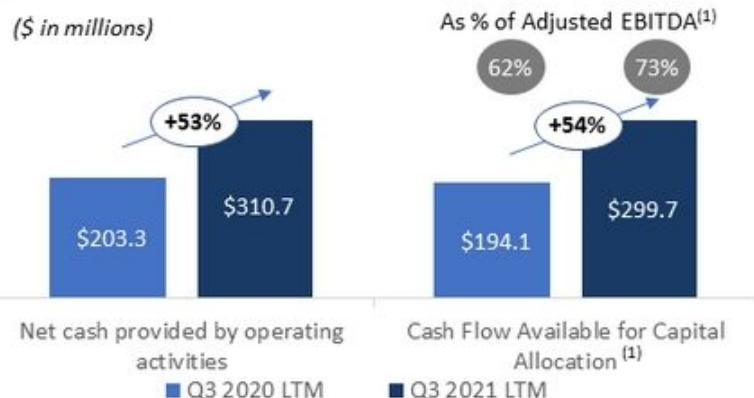 ($ in millions)
As % of Adjusted EBITDA(1)
62%
73%
+53%
+54%
$203.3
$310.7
$194.1
$299.7
Net cash provided by operating
activities
Cash Flow Available for Capital
Allocation (1)
Q3 2020 LTM
Q3 2021 LTM